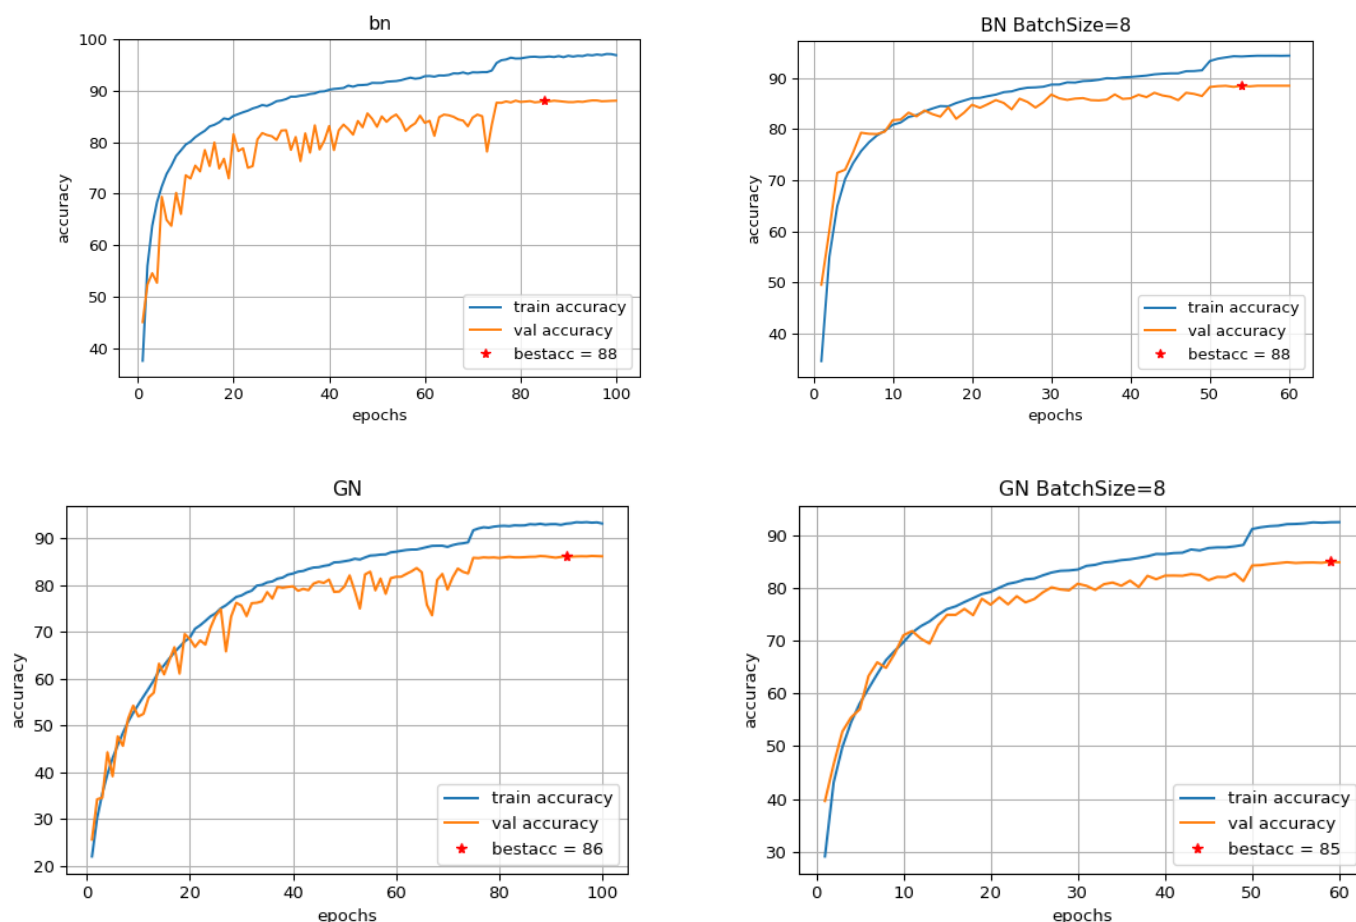 bn
100
90
80
70
60
50
40
accuracy
0 20 40 60 80 100
epochs
train accuracy
val accuracy
bestacc = 88
BN BatchSize=8
90
80
70
60
50
40
accuracy
0 10 20 30 40 50 60
epochs
train accuracy
val accuracy
bestacc = 88
GN
90
80
70
60
50
40
30
20
accuracy
0 20 40 60 80 100
epochs
train accuracy
val accuracy
bestacc = 86
GN BatchSize=8
90
80
70
60
50
40
30
accuracy
0 10 20 30 40 50 60
epochs
train accuracy
val accuracy
bestacc = 85